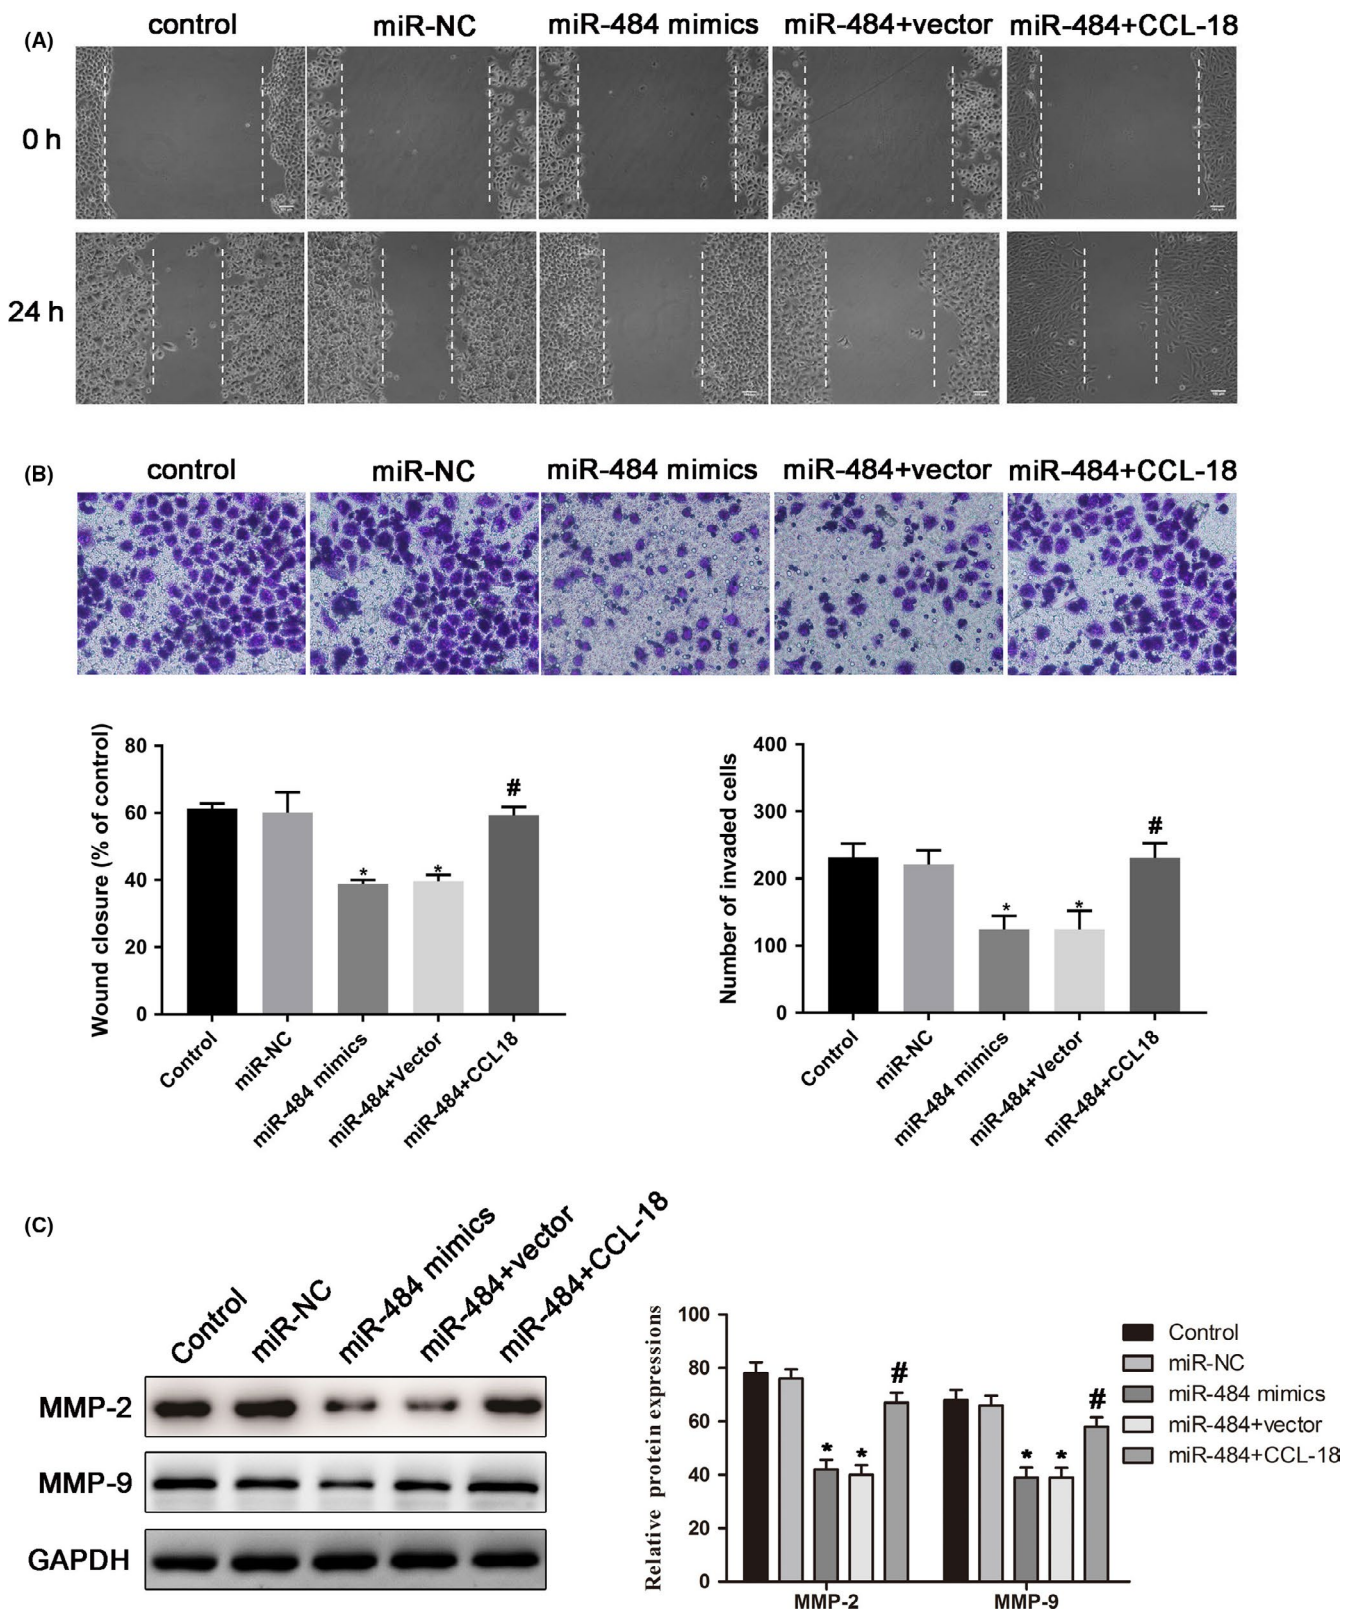 (A)
control miR-NC miR-484 mimics miR-484+vector miR-484+CCL-18
0 h
24 h
(B)
control miR-NC miR-484 mimics miR-484+vector miR-484+CCL-18
Wound closure (% of control)
80
60
40
20
0
#
* *
Control miR-NC miR-484 mimics miR-484+Vector miR-484+CCL18
Number of invaded cells
400
300
200
100
0
#
* *
Control miR-NC miR-484 mimics miR-484+Vector miR-484+CCL18
(C)
Control miR-NC miR-484 mimics miR-484+vector miR-484+CCL-18
MMP-2
MMP-9
GAPDH
Relative protein expressions
100
80
60
40
20
0
* * # * * #
MMP-2 MMP-9
Control
miR-NC
miR-484 mimics
miR-484+vector
miR-484+CCL-18